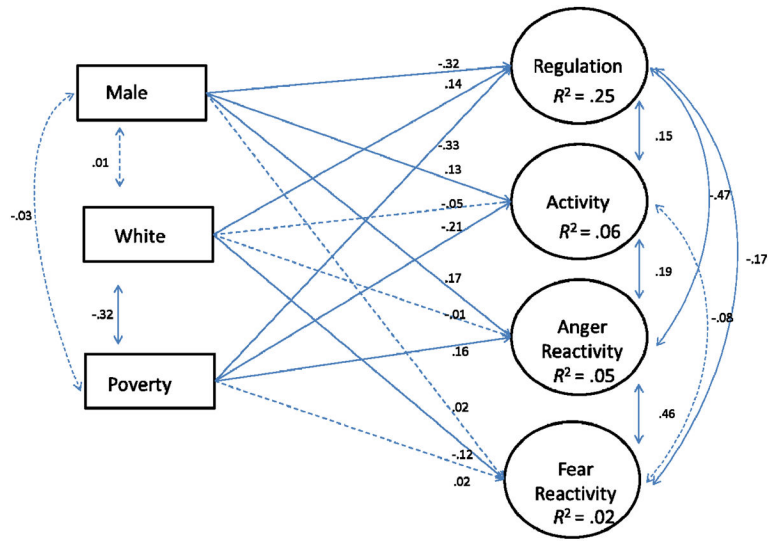 Male
White
Poverty
.01
-.03
-.32
-.32
.14
-.33
.13
-.05
-.21
.17
-.01
.16
.02
-.12
.02
Regulation
R² = .25
Activity
R² = .06
Anger
Reactivity
R² = .05
Fear
Reactivity
R² = .02
.15
.19
.46
-.47
-.17
-.08